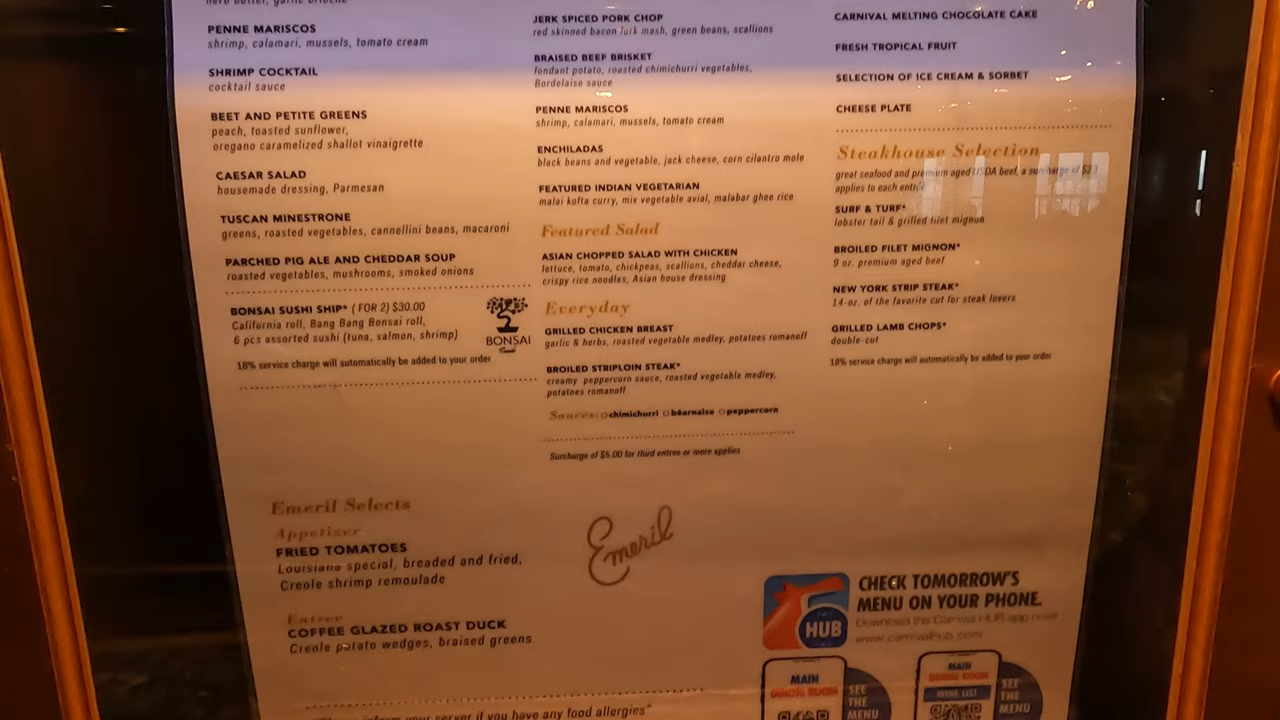 herb butter, garlic brioche
PENNE MARISCOS
shrimp, calamari, mussels, tomato cream
SHRIMP COCKTAIL
cocktail sauce
BEET AND PETITE GREENS
peach, toasted sunflower,
oregano caramelized shallot vinaigrette
CAESAR SALAD
housemade dressing, Parmesan
TUSCAN MINESTRONE
greens, roasted vegetables, cannellini beans, macaroni
PARCHED PIG ALE AND CHEDDAR SOUP
roasted vegetables, mushrooms, smoked onions
BONSAI SUSHI SHIP* ( FOR 2) $30.00
California roll, Bang Bang Bonsai roll,
6 pcs assorted sushi (tuna, salmon, shrimp)
BONSAI
18% service charge will automatically be added to your order
JERK SPICED PORK CHOP
red skinned bacon mash, green beans, scallions
BRAISED BEEF BRISKET
fondant potato, roasted chimichurri vegetables,
Bordelaise sauce
PENNE MARISCOS
shrimp, calamari, mussels, tomato cream
ENCHILADAS
black beans and vegetable, jack cheese, corn cilantro mole
FEATURED INDIAN VEGETARIAN
malai kofta curry, mix vegetable avial, malabar ghee rice
Featured Salad
ASIAN CHOPPED SALAD WITH CHICKEN
lettuce, tomato, chickpeas, scallions, cheddar cheese,
crispy rice noodles, Asian house dressing
Everyday
GRILLED CHICKEN BREAST
garlic & herbs, roasted vegetable medley, potatoes romanoff
BROILED STRIPLOIN STEAK*
creamy peppercorn sauce, roasted vegetable medley,
potatoes romanoff
Sauces: chimichurri béarnaise peppercorn
Surcharge of $5.00 for third entree or more applies
CARNIVAL MELTING CHOCOLATE CAKE
FRESH TROPICAL FRUIT
SELECTION OF ICE CREAM & SORBET
CHEESE PLATE
Steakhouse Selection
great seafood and premium aged USDA beef, a surcharge of $23
applies to each entrée
SURF & TURF*
lobster tail & grilled filet mignon
BROILED FILET MIGNON*
9 oz. premium aged beef
NEW YORK STRIP STEAK*
14-oz. of the favorite cut for steak lovers
GRILLED LAMB CHOPS*
double-cut
18% service charge will automatically be added to your order
Emeril Selects
Appetizer
FRIED TOMATOES
Louisiana special, breaded and fried,
Creole shrimp remoulade
Entree
COFFEE GLAZED ROAST DUCK
Creole potato wedges, braised greens
Emeril
HUB
CHECK TOMORROW'S
MENU ON YOUR PHONE.
Download the Carnival HUB app now!
www.carnivalhub.com
MAIN
DINING ROOM
SEE
THE
MENU
MAIN
DINING ROOM
WINE LIST
SEE
THE
MENU
inform your server if you have any food allergies"